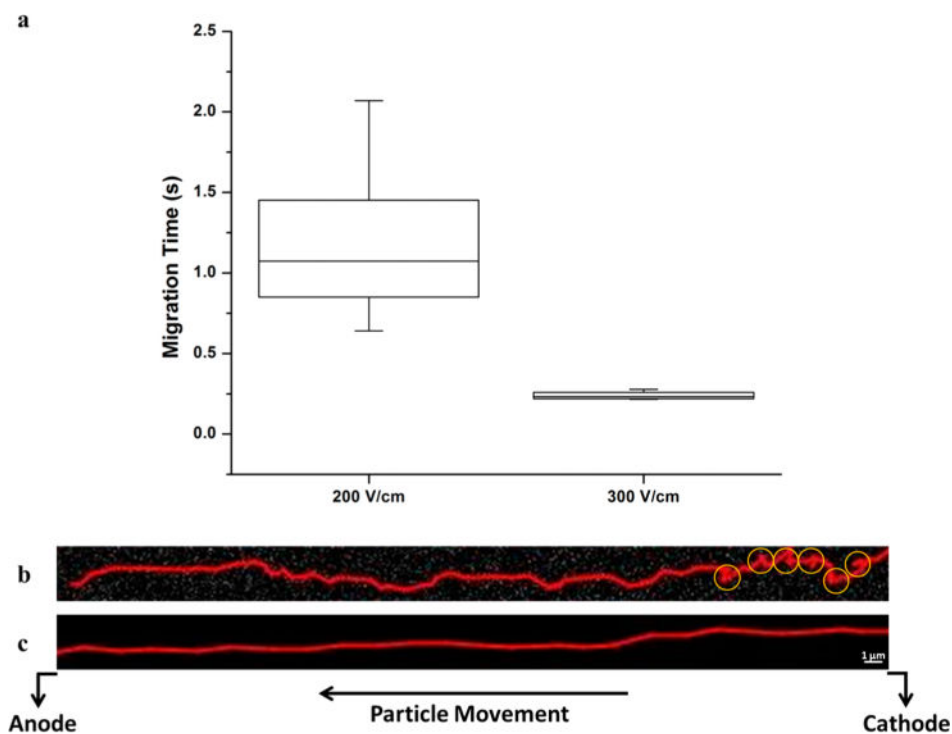 a
2.5
2.0
1.5
1.0
0.5
0.0
Migration Time (s)
200 V/cm 300 V/cm
b
c
1 µm
Anode Particle Movement Cathode